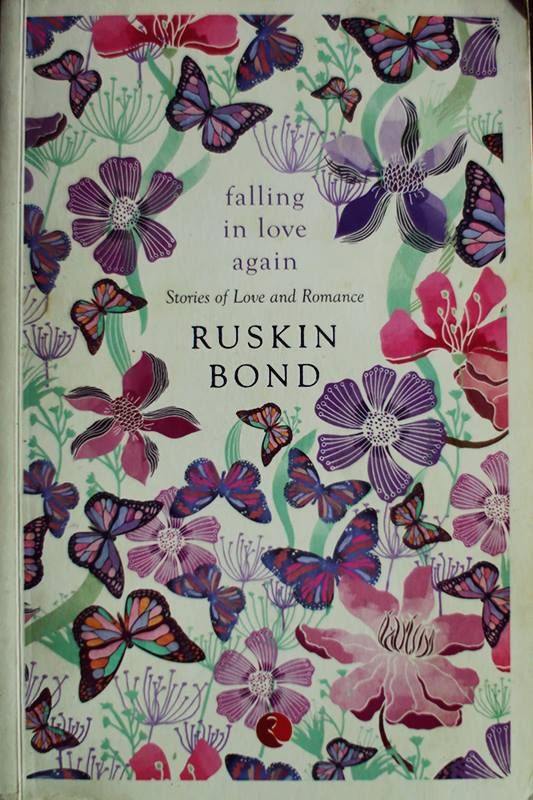 falling
in love
again
Stories of Love and Romance
RUSKIN
BOND